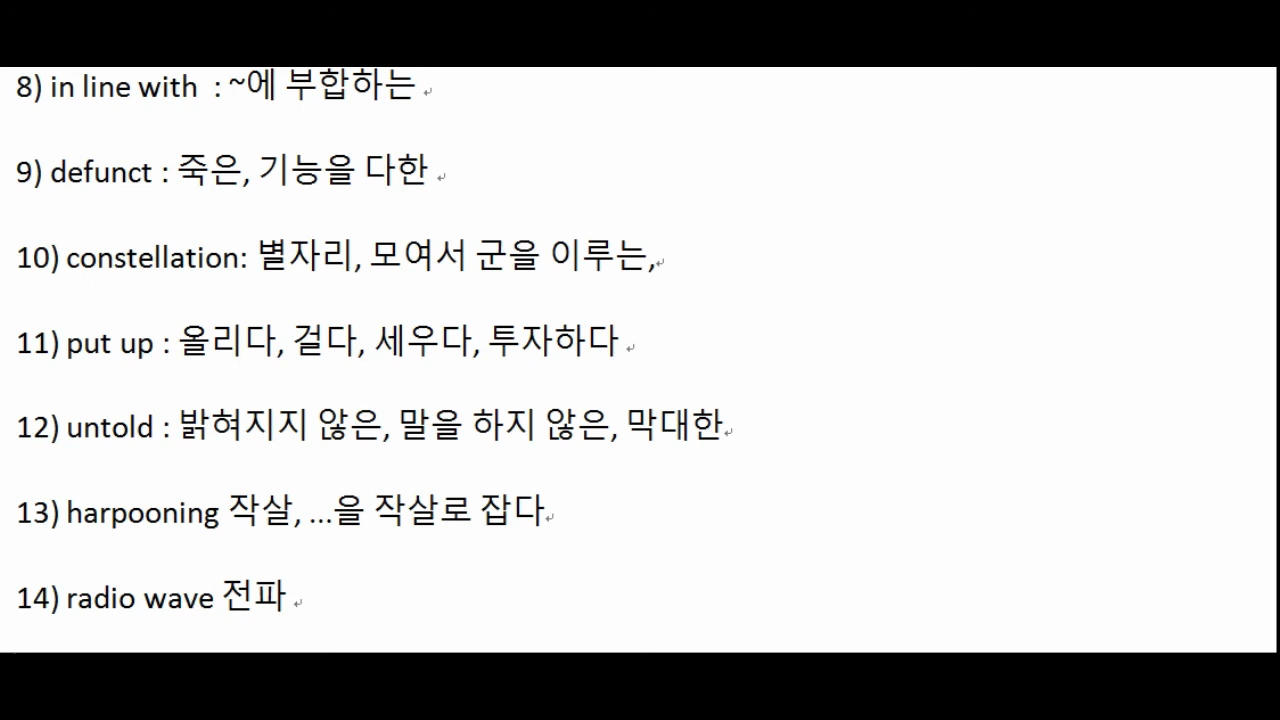 8) in line with : ~에 부합하는
9) defunct : 죽은, 기능을 다한
10) constellation: 별자리, 모여서 군을 이루는,
11) put up : 올리다, 걸다, 세우다, 투자하다
12) untold : 밝혀지지 않은, 말을 하지 않은, 막대한
13) harpooning 작살, ...을 작살로 잡다
14) radio wave 전파